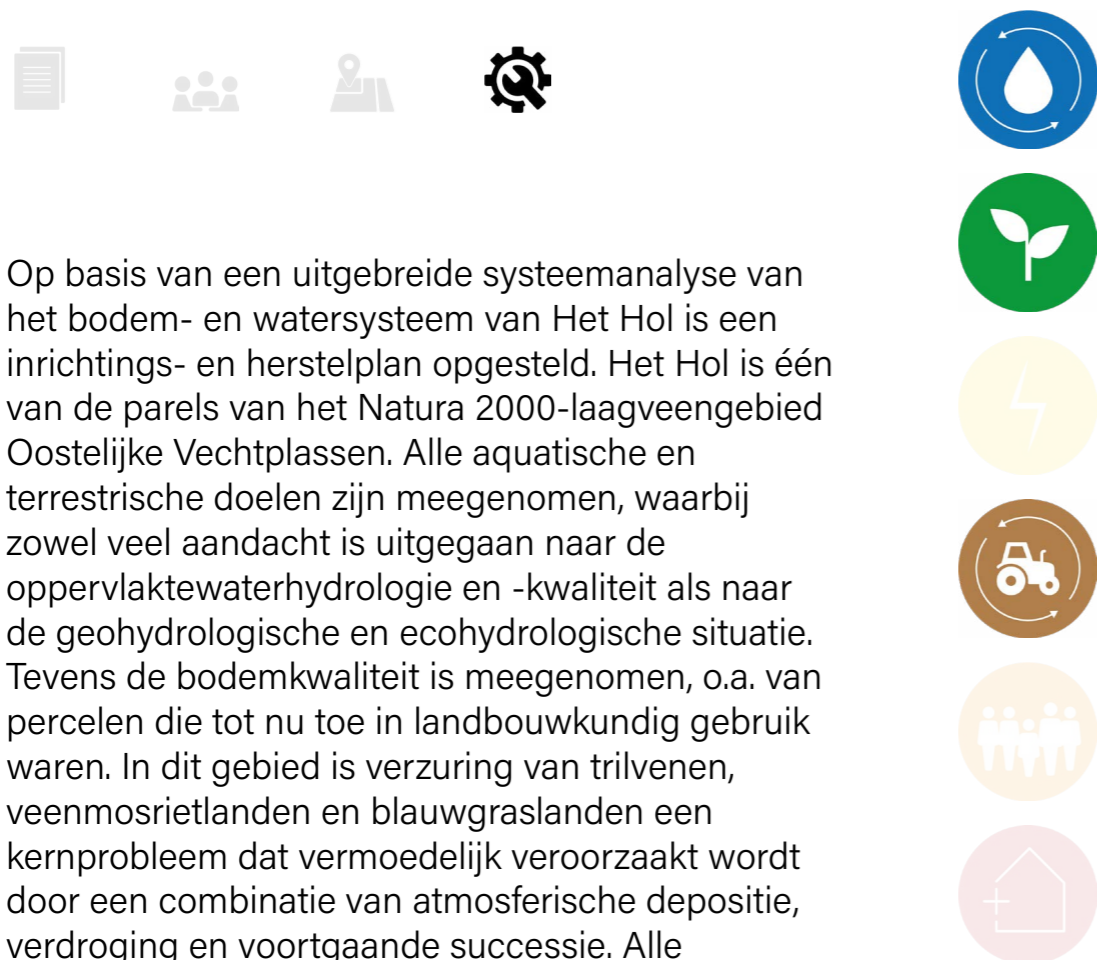 Op basis van een uitgebreide systeemanalyse van
het bodem- en watersysteem van Het Hol is een
inrichtings- en herstelplan opgesteld. Het Hol is één
van de parels van het Natura 2000-laagveengebied
Oostelijke Vechtplassen. Alle aquatische en
terrestrische doelen zijn meegenomen, waarbij
zowel veel aandacht is uitgegaan naar de
oppervlaktewaterhydrologie en -kwaliteit als naar
de geohydrologische en ecohydrologische situatie.
Tevens de bodemkwaliteit is meegenomen, o.a. van
percelen die tot nu toe in landbouwkundig gebruik
waren. In dit gebied is verzuring van trilvenen,
veenmosrietlanden en blauwgraslanden een
kernprobleem dat vermoedelijk veroorzaakt wordt
door een combinatie van atmosferische depositie,
verdroging en voortgaande successie. Alle